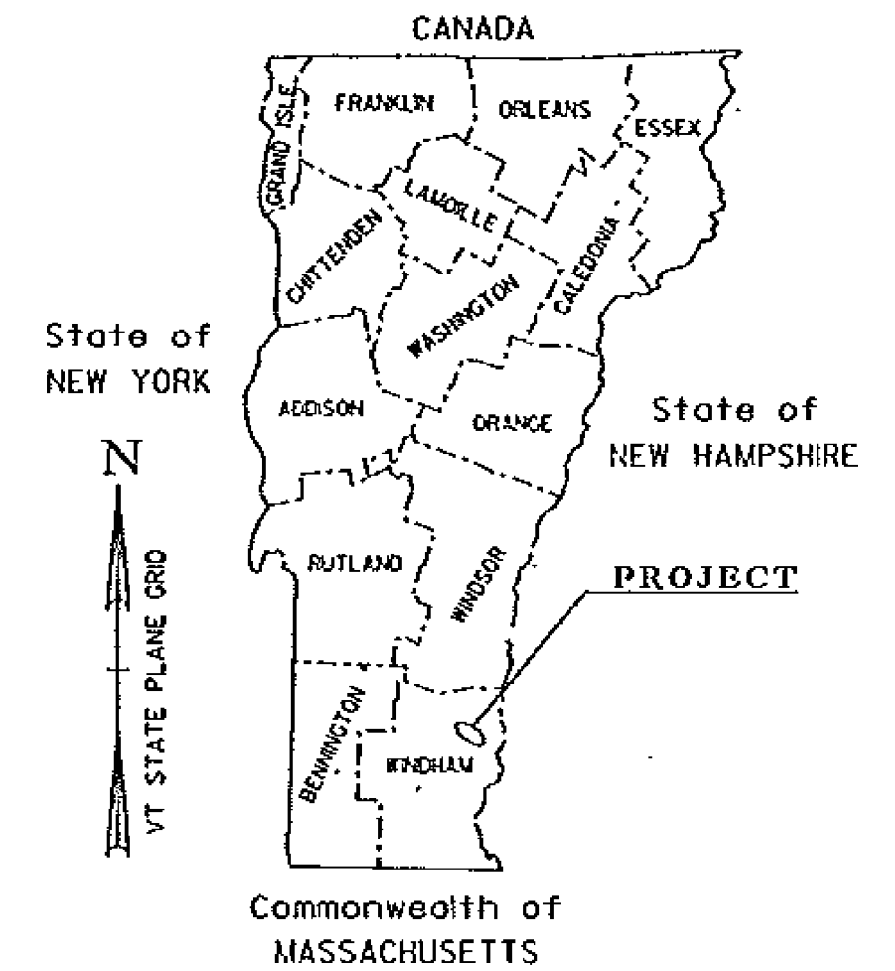 CANADA
FRANKLIN
ORLEANS
ESSEX
GRAND ISLE
LAMOILLE
CHITTENDEN
CALEDONIA
WASHINGTON
State of
NEW YORK
ADDISON
ORANGE
State of
NEW HAMPSHIRE
N
VT STATE PLANE GRID
RUTLAND
WINDSOR
PROJECT
BENNINGTON
WINDHAM
Commonwealth of
MASSACHUSETTS